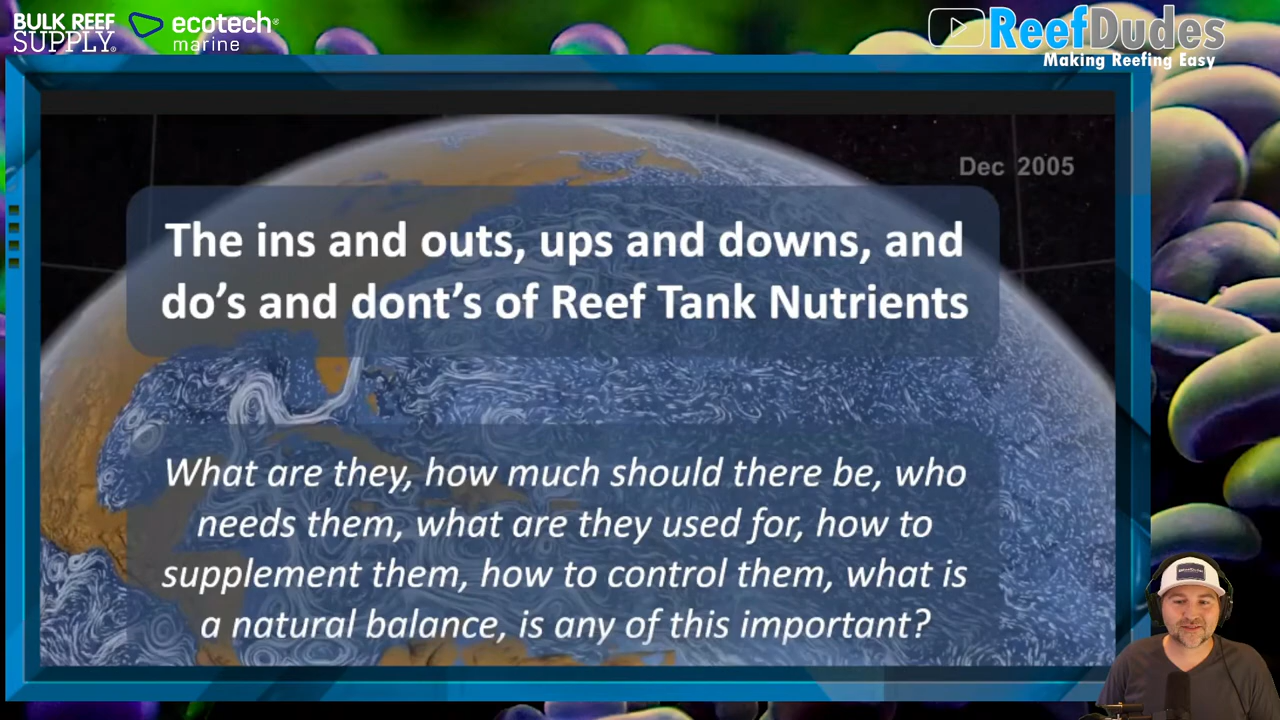 BULK REEF
SUPPLY®
ecotech®
marine
ReefDudes
Making Reefing Easy
Dec 2005
The ins and outs, ups and downs, and
do's and dont's of Reef Tank Nutrients
What are they, how much should there be, who
needs them, what are they used for, how to
supplement them, how to control them, what is
a natural balance, is any of this important?